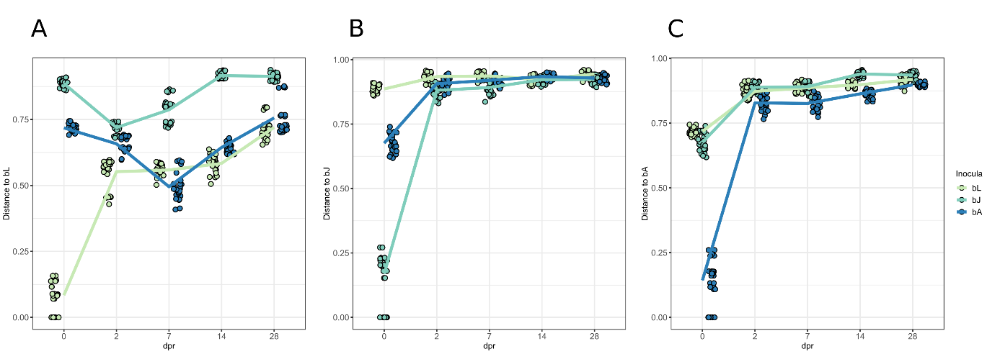 A
B
C
Distance to bL
0.75
0.50
0.25
0.00
0
2
7
14
28
dpr
Distance to bJ
1.00
0.75
0.50
0.25
0.00
0
2
7
14
28
dpr
Distance to bA
1.00
0.75
0.50
0.25
0.00
0
2
7
14
28
dpr
Inocula
bL
bJ
bA